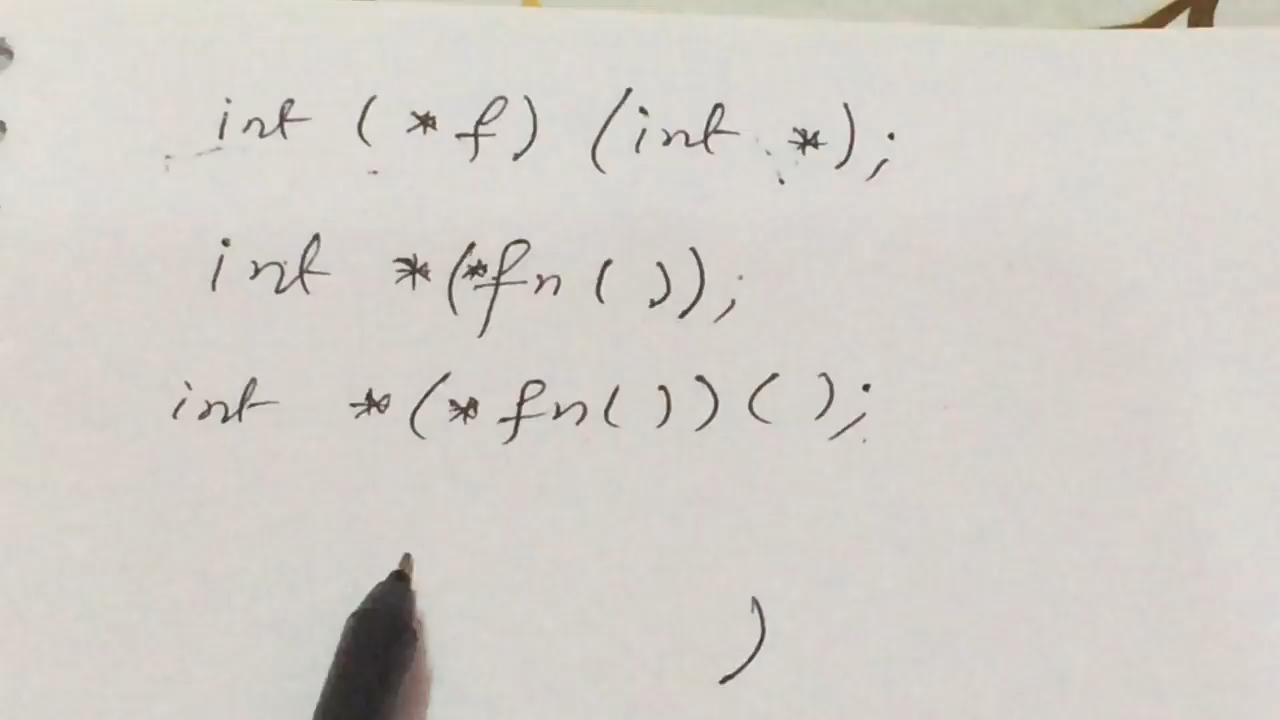 int (*f) (int *);
int *(*fn());
int *(*fn())();
)